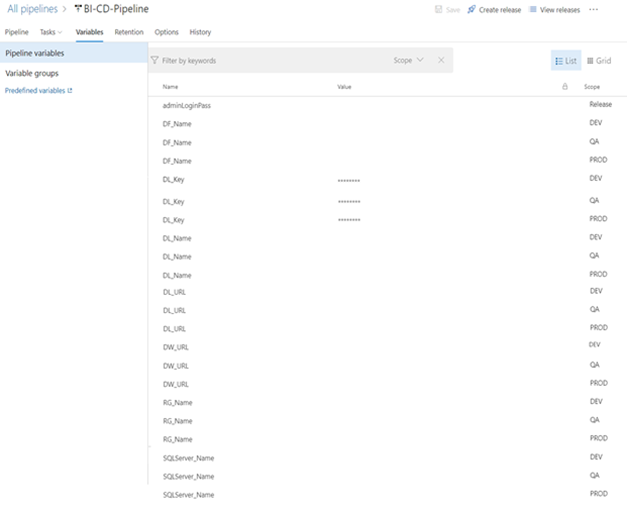 All pipelines > BI-CD-Pipeline Save Create release View releases ...
Pipeline Tasks Variables Retention Options History
Pipeline variables
Variable groups
Predefined variables
Filter by keywords Scope
List Grid
Name Value Scope
adminLoginPass Release
DF_Name DEV
DF_Name QA
DF_Name PROD
DL_Key ******** DEV
DL_Key ******** QA
DL_Key ******** PROD
DL_Name DEV
DL_Name QA
DL_Name PROD
DL_URL DEV
DL_URL QA
DL_URL PROD
DW_URL DEV
DW_URL QA
DW_URL PROD
RG_Name DEV
RG_Name QA
RG_Name PROD
SQLServer_Name DEV
SQLServer_Name QA
SQLServer_Name PROD